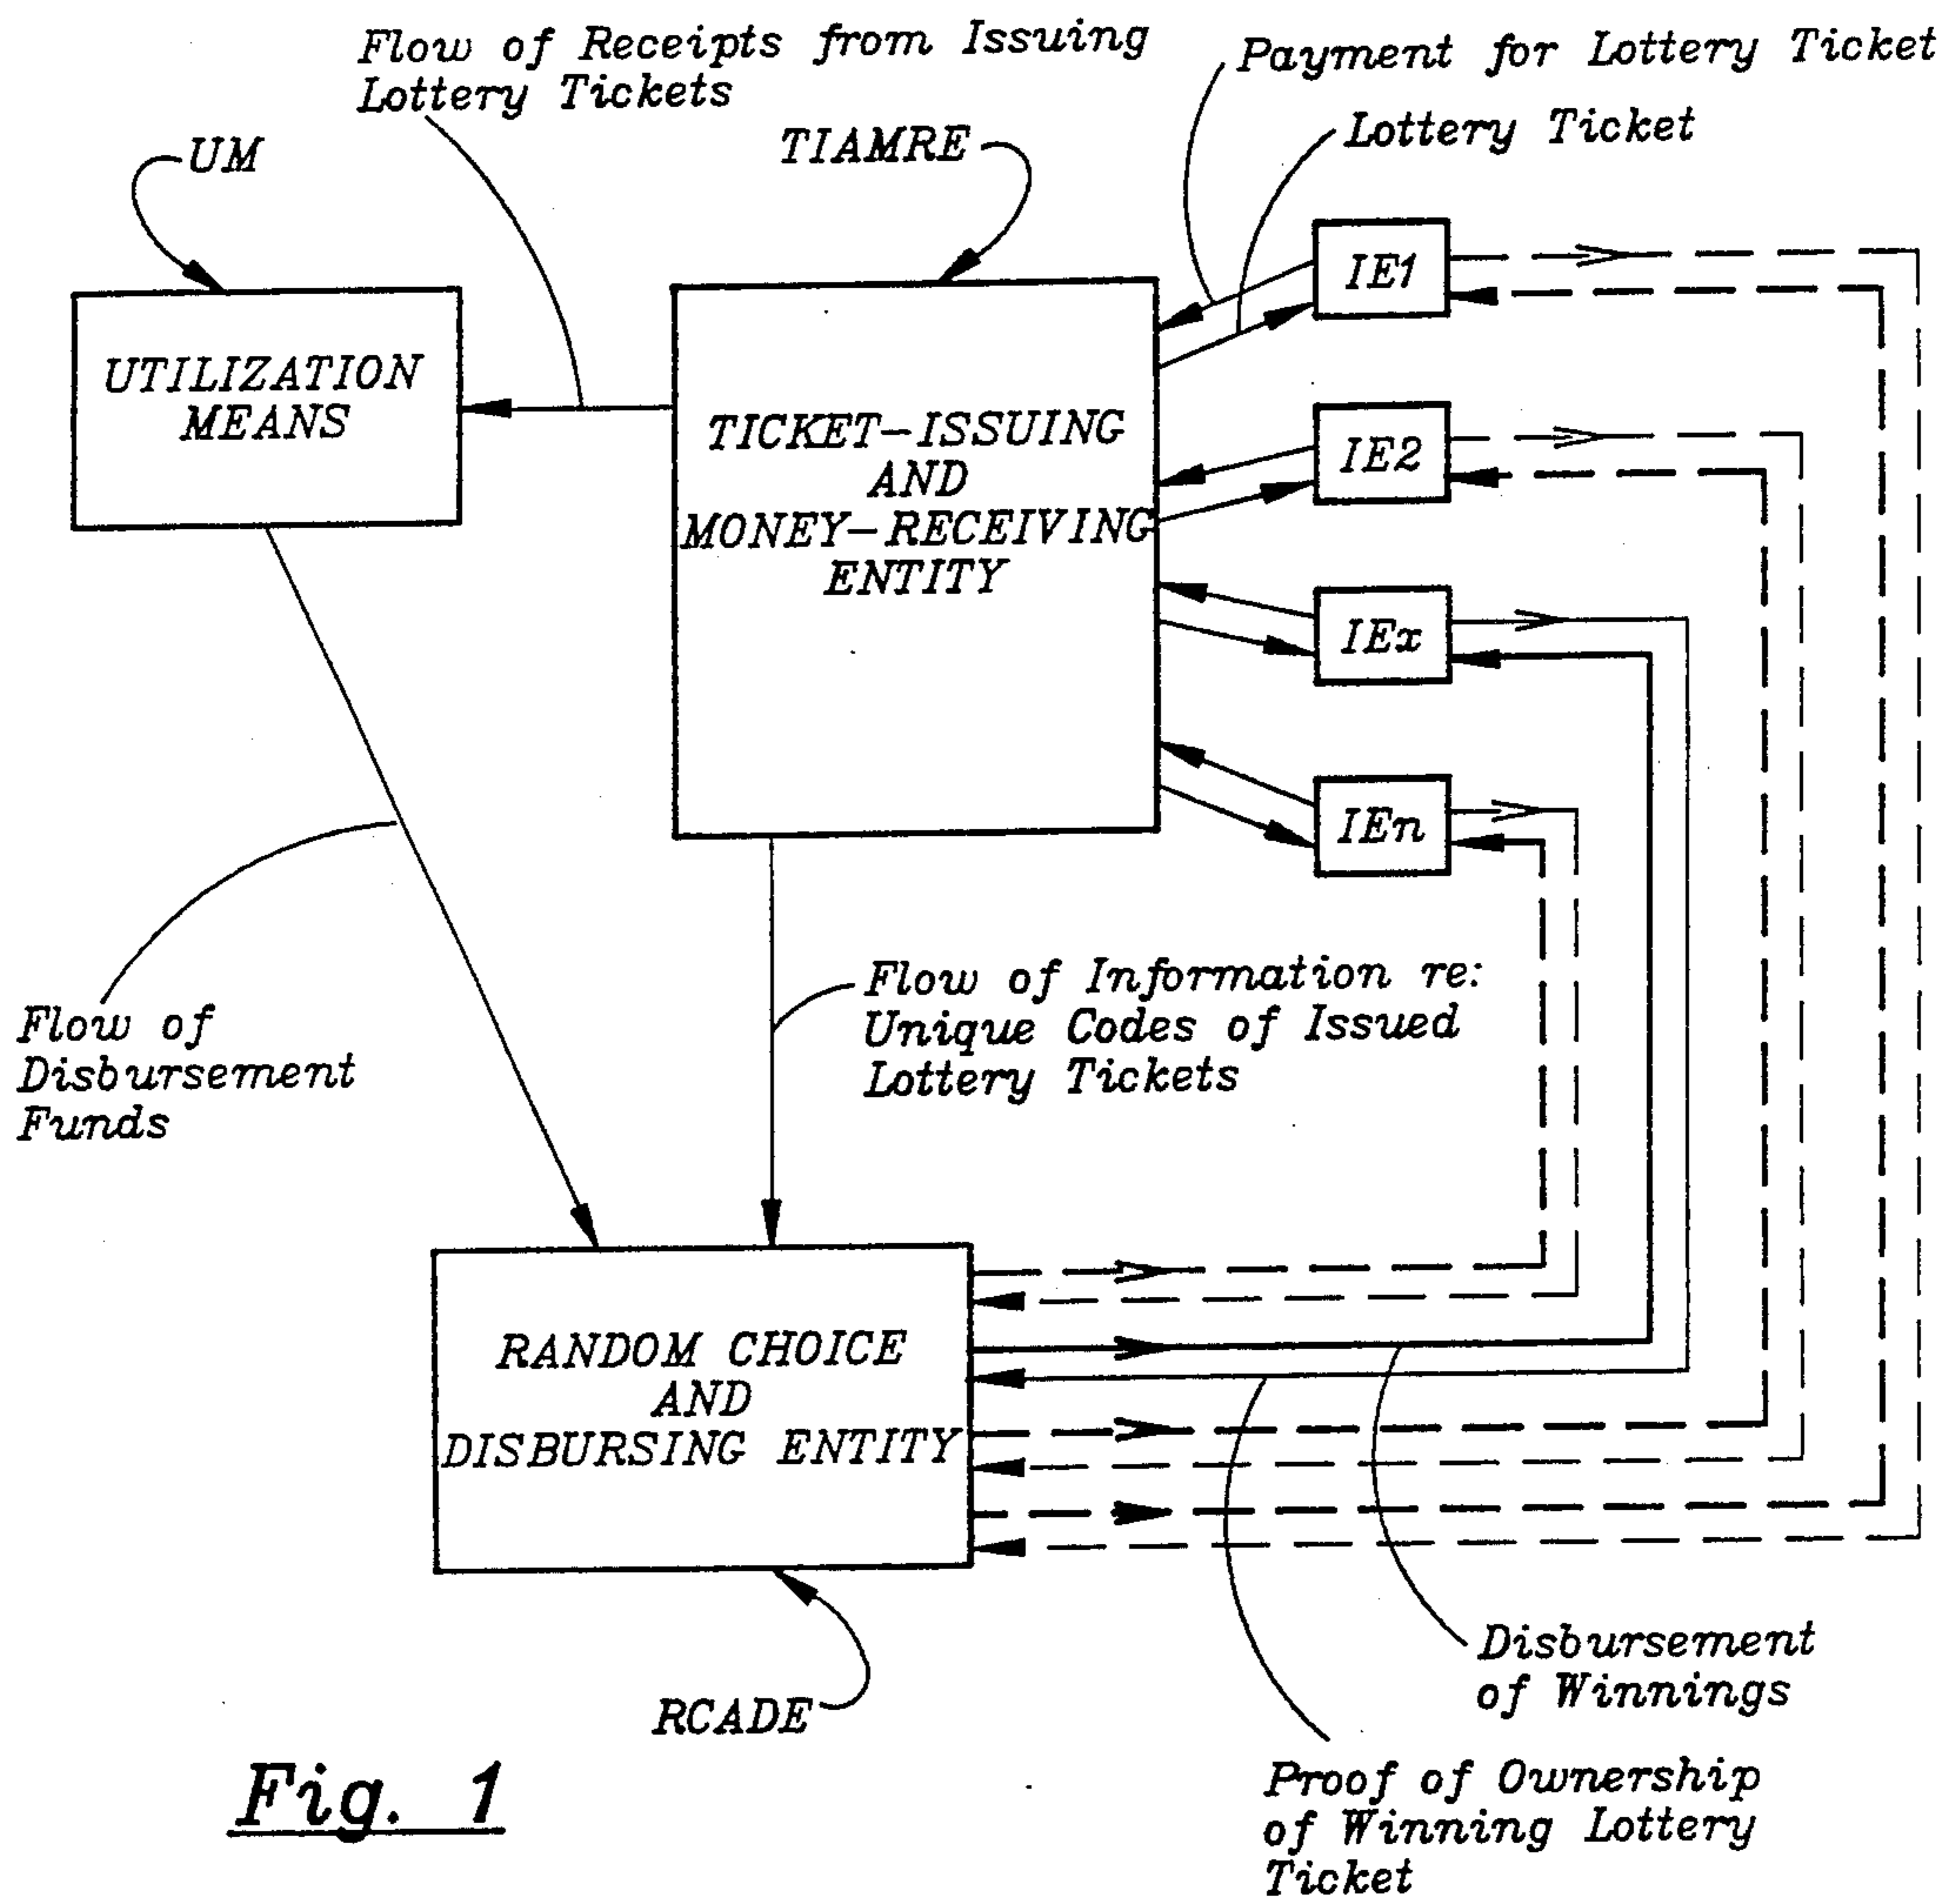 Flow of Receipts from Issuing
Lottery Tickets
Payment for Lottery Ticket
Lottery Ticket
UM
TIAMRE
UTILIZATION
MEANS
TICKET-ISSUING
AND
MONEY-RECEIVING
ENTITY
IE1
IE2
IEx
IEn
Flow of
Disbursement
Funds
Flow of Information re:
Unique Codes of Issued
Lottery Tickets
RANDOM CHOICE
AND
DISBURSING ENTITY
RCADE
Disbursement
of Winnings
Proof of Ownership
of Winning Lottery
Ticket
Fig. 1